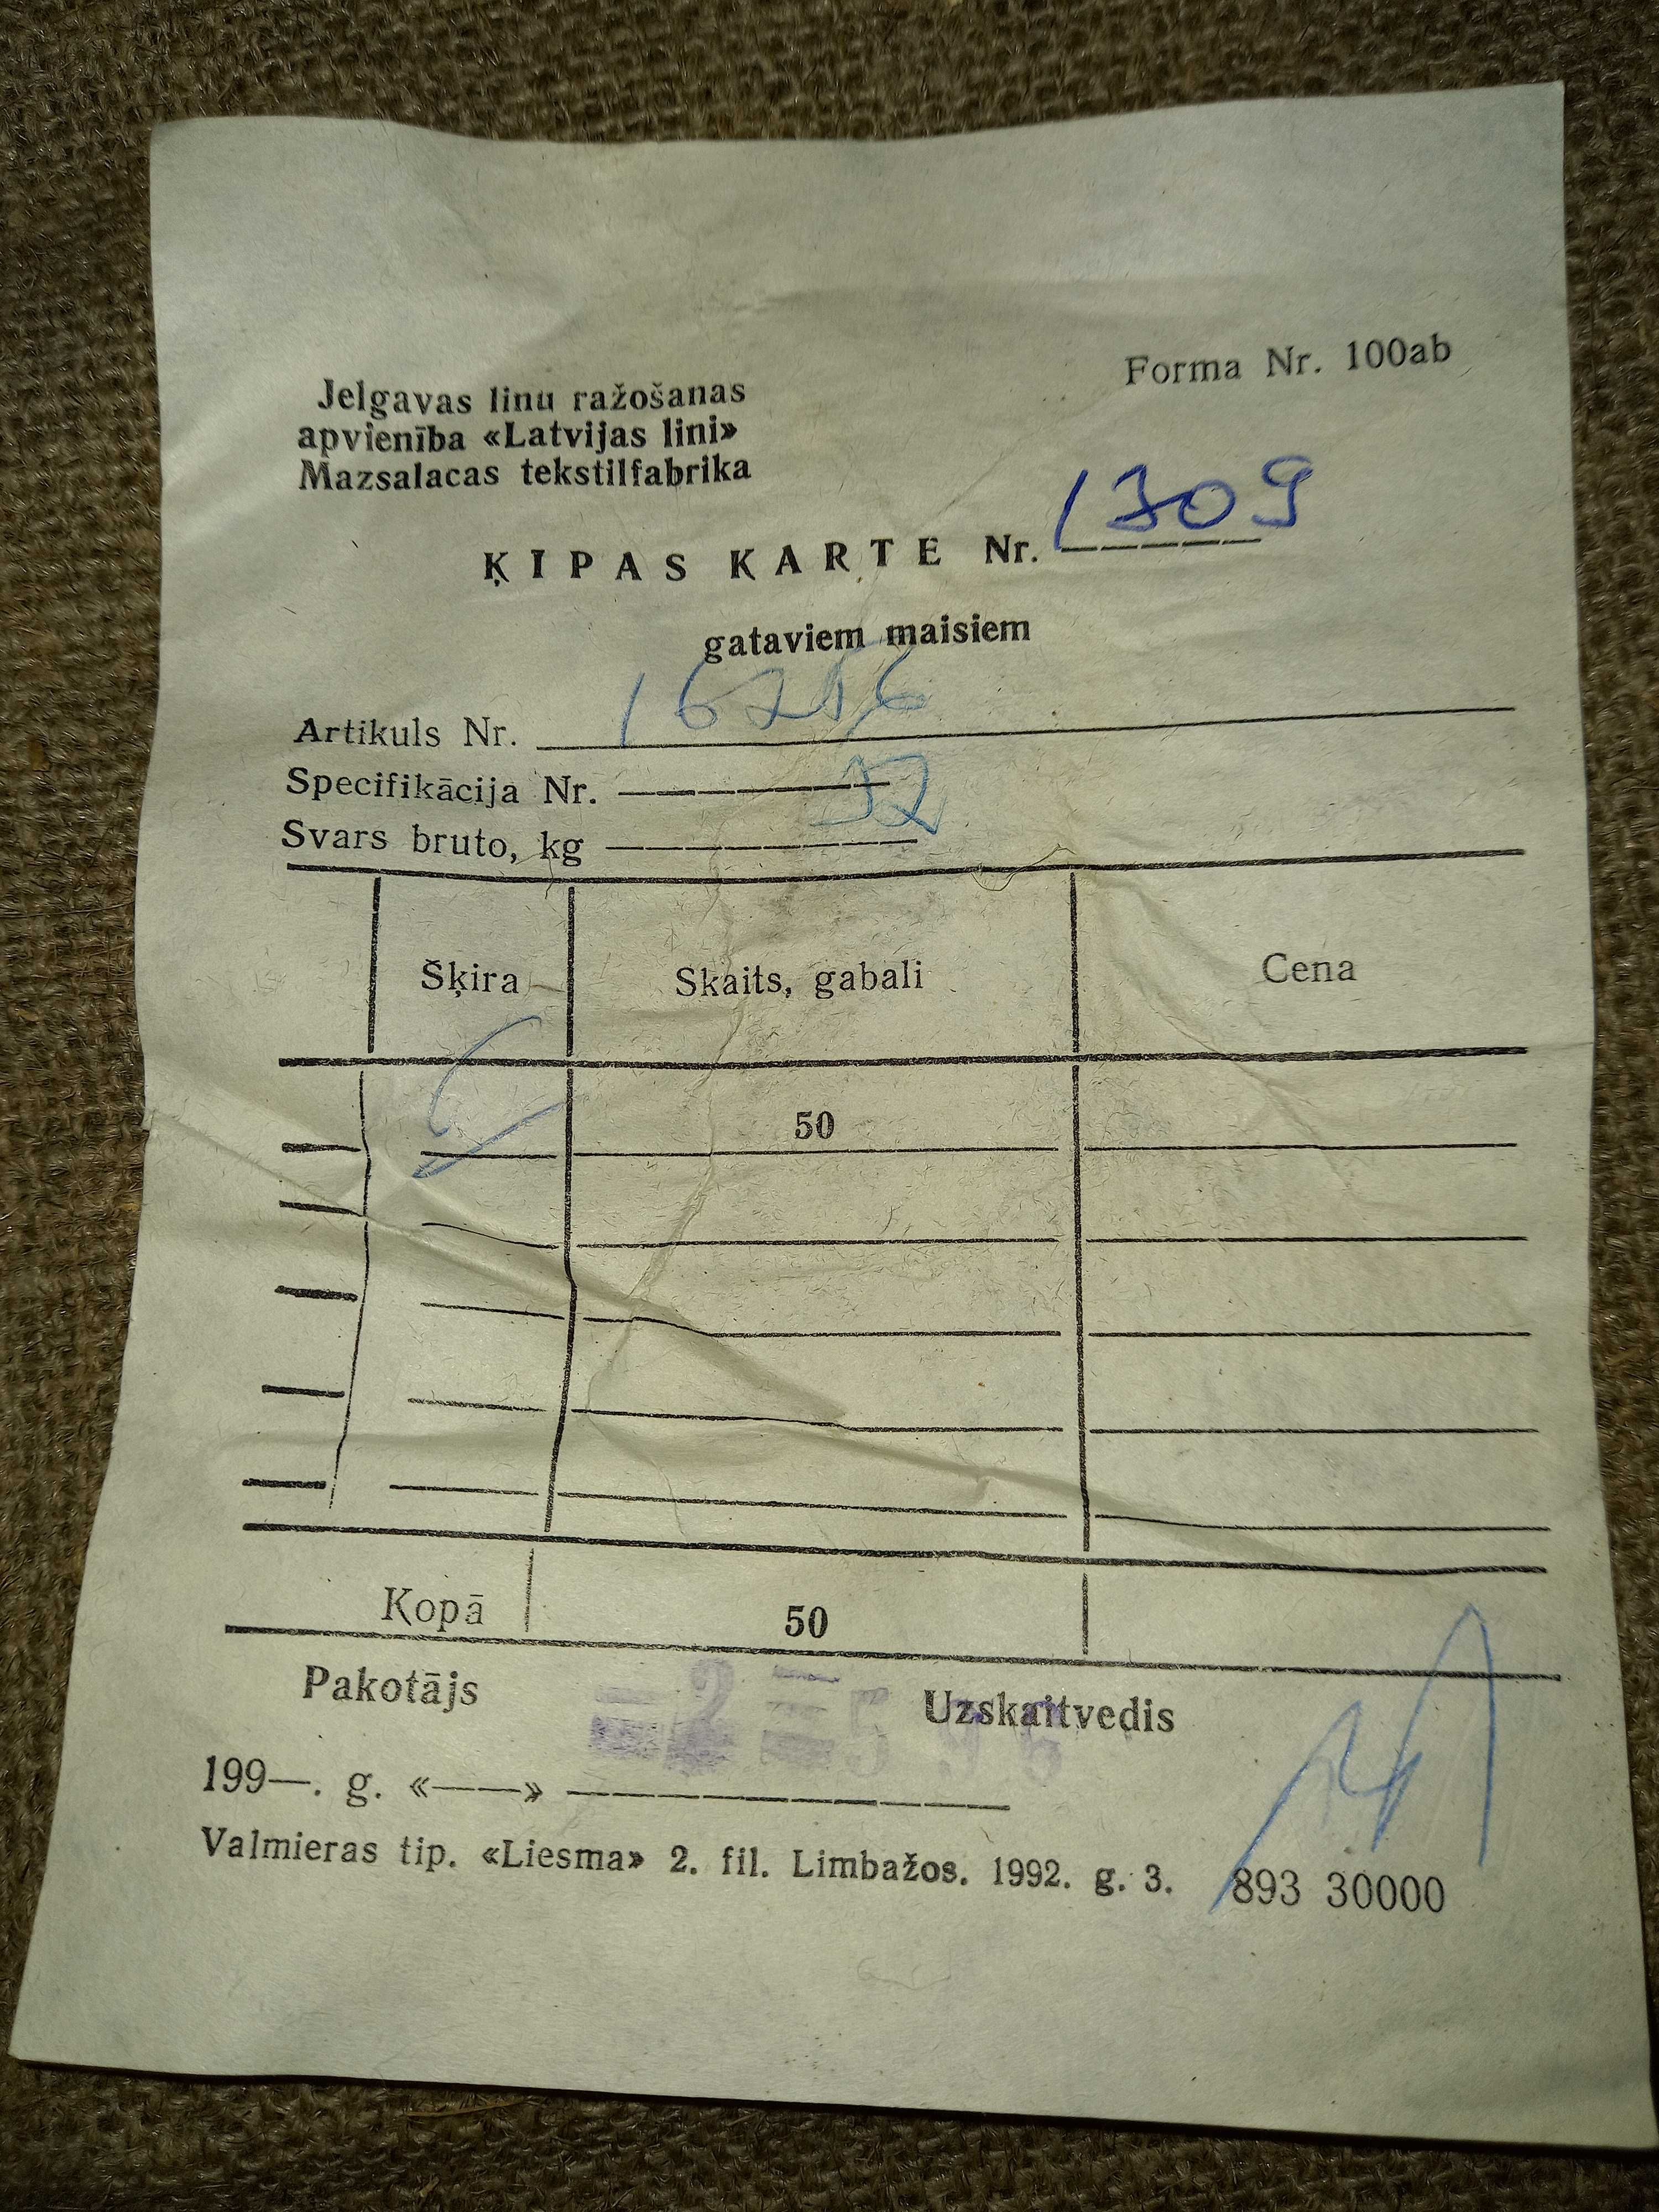 Forma Nr. 100ab
Jelgavas linu ražošanas
apvienība «Latvijas lini»
Mazsalacas tekstilfabrika
ĶIPAS KARTE Nr. 1309
gataviem maisiem
Artikuls Nr.
Specifikācija Nr.
Svars bruto, kg
Šķira Skaits, gabali Cena
50
Kopā 50
Pakotājs Uzskaitvedis
199—. g. «——»
Valmieras tip. «Liesma» 2. fil. Limbažos. 1992. g. 3. 893 30000